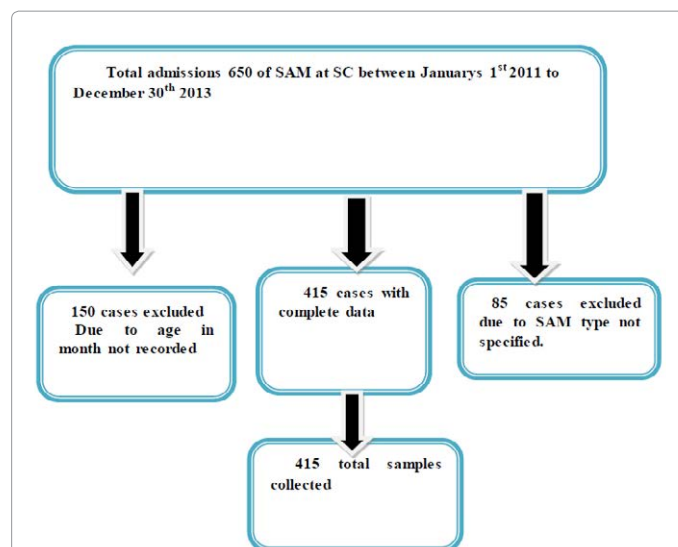 Total admissions 650 of SAM at SC between Januarys 1st 2011 to
December 30th 2013
150 cases excluded
Due to age in
month not recorded
415 cases with
complete data
85 cases excluded
due to SAM type not
specified.
415 total samples
collected